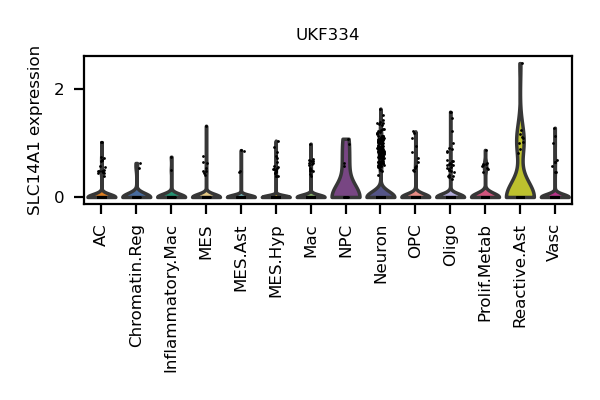 UKF334
SLC14A1 expression
2
0
AC
Chromatin.Reg
Inflammatory.Mac
MES
MES.Ast
MES.Hyp
Mac
NPC
Neuron
OPC
Oligo
Prolif.Metab
Reactive.Ast
Vasc